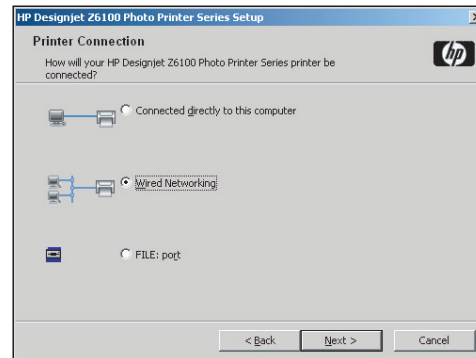 HP Designjet Z6100 Photo Printer Series Setup
Printer Connection
How will your HP Designjet Z6100 Photo Printer Series printer be
connected?
hp
Connected directly to this computer
Wired Networking
FILE: port
< Back
Next >
Cancel